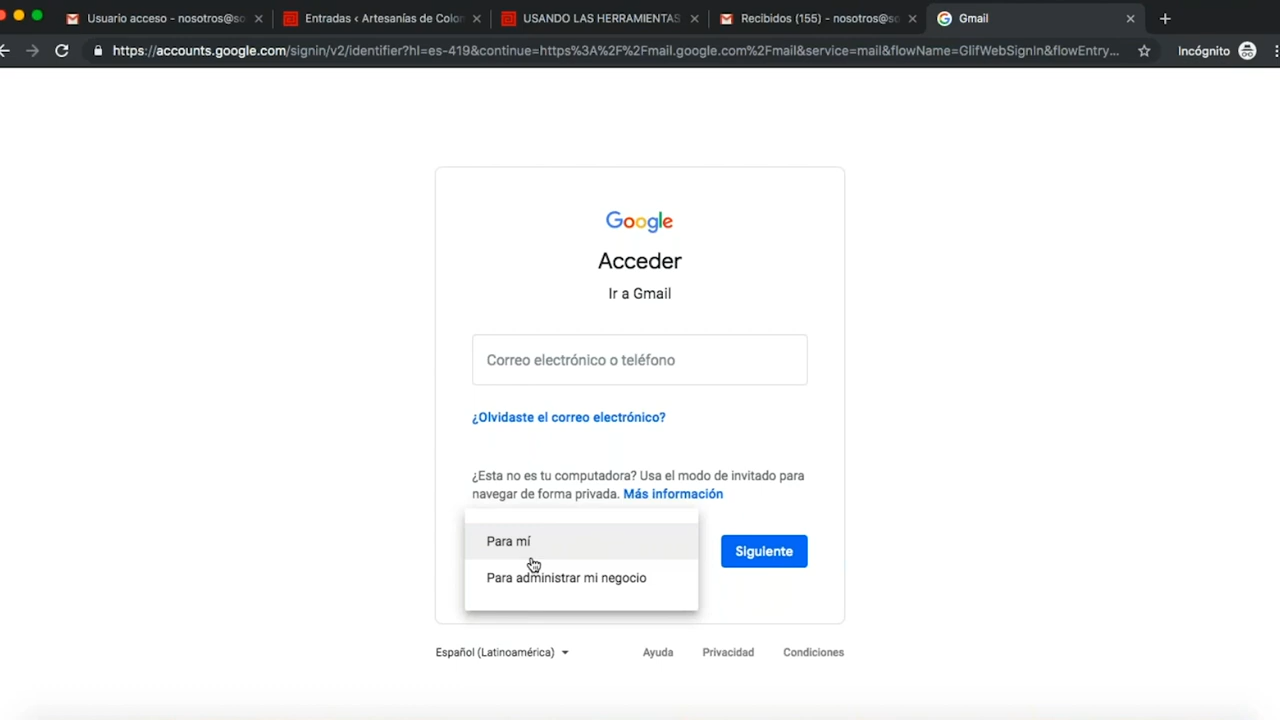 Usuario acceso - nosotros@so
Entradas ‹ Artesanías de Colom
USANDO LAS HERRAMIENTAS
Recibidos (155) - nosotros@so
Gmail
https://accounts.google.com/signin/v2/identifier?hl=es-419&continue=https%3A%2F%2Fmail.google.com%2Fmail&service=mail&flowName=GlifWebSignIn&flowEntry...
Incógnito
Google
Acceder
Ir a Gmail
Correo electrónico o teléfono
¿Olvidaste el correo electrónico?
¿Esta no es tu computadora? Usa el modo de invitado para
navegar de forma privada. Más información
Para mí
Siguiente
Para administrar mi negocio
Español (Latinoamérica)
Ayuda
Privacidad
Condiciones